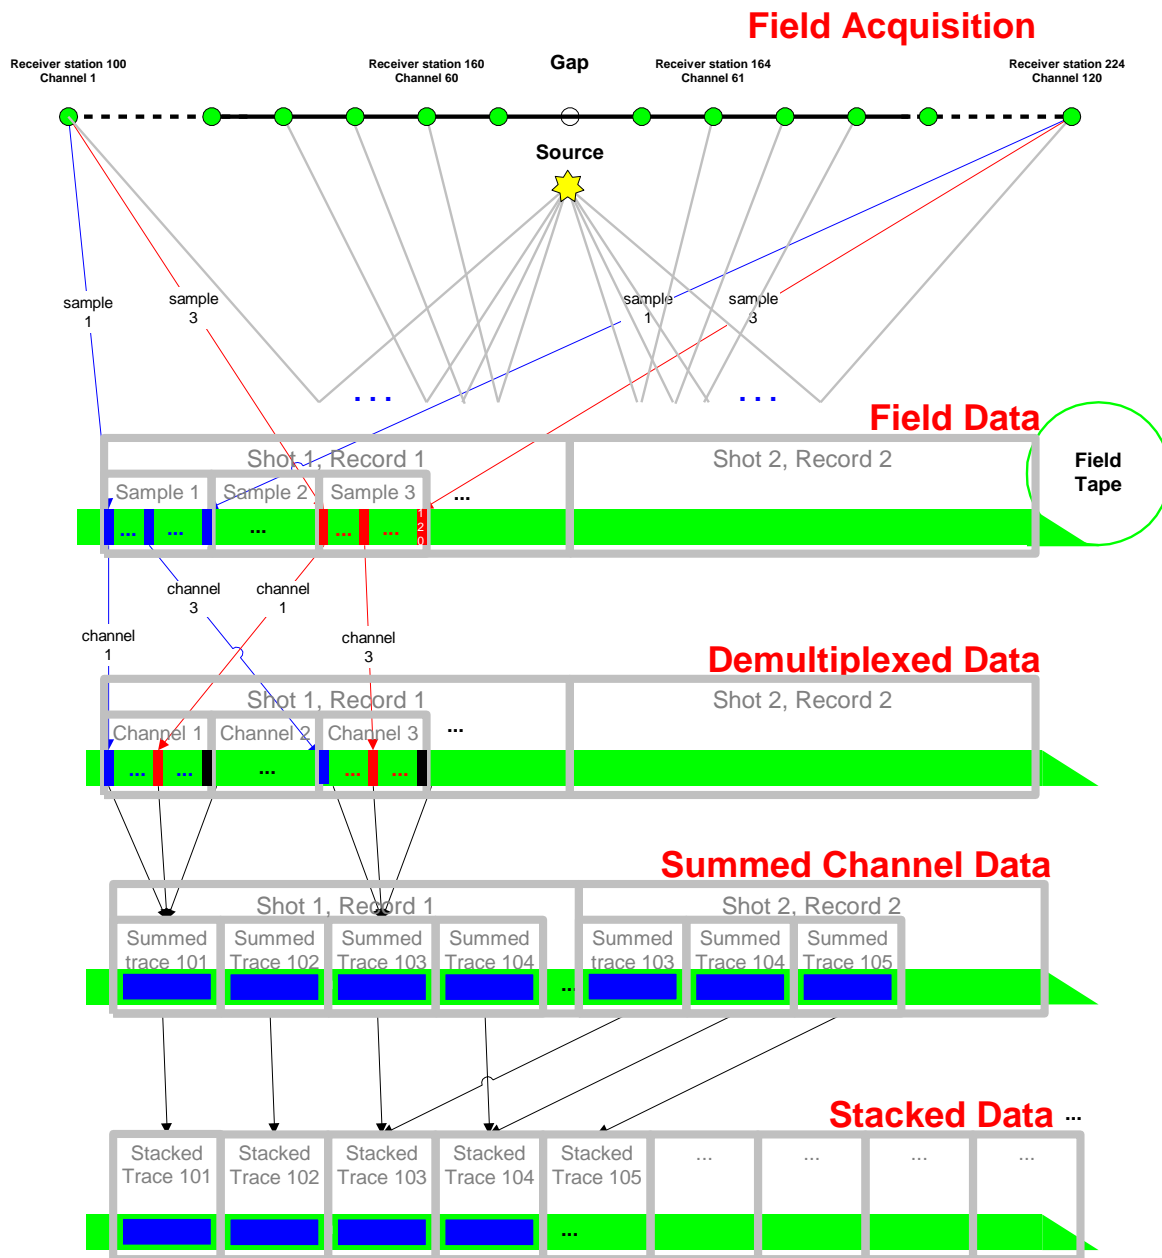 Field Acquisition
Receiver station 100
Channel 1
Receiver station 160
Channel 60
Gap
Receiver station 164
Channel 61
Receiver station 224
Channel 120
Source
sample
1
sample
3
sample
1
sample
3
...
...
Field Data
Shot 1, Record 1
Shot 2, Record 2
Field
Tape
Sample 1
Sample 2
Sample 3
...
...
...
...
...
...
1
2
0
channel
3
channel
1
channel
1
channel
3
Demultiplexed Data
Shot 1, Record 1
Shot 2, Record 2
Channel 1
Channel 2
Channel 3
...
...
...
...
...
...
Summed Channel Data
Shot 1, Record 1
Shot 2, Record 2
Summed
trace 101
Summed
Trace 102
Summed
Trace 103
Summed
Trace 104
Summed
trace 103
Summed
Trace 104
Summed
Trace 105
...
Stacked Data ...
Stacked
Trace 101
Stacked
Trace 102
Stacked
Trace 103
Stacked
Trace 104
Stacked
Trace 105
...
...
...
...
...